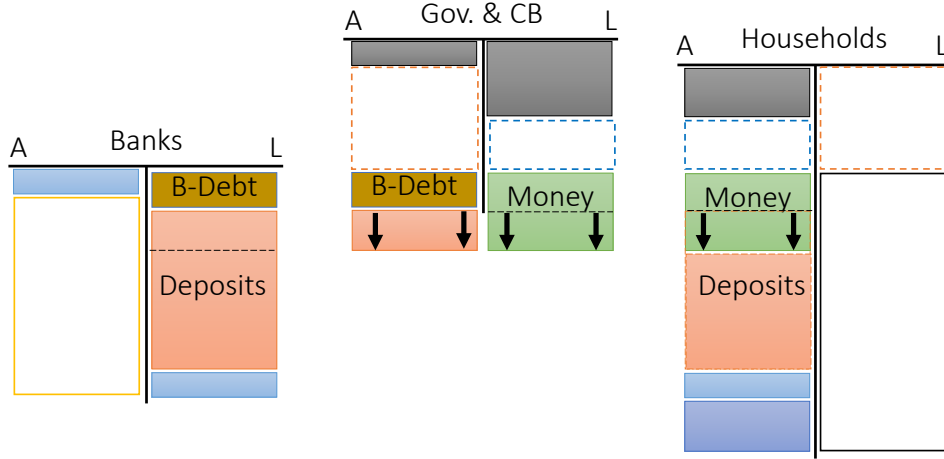 Banks
A L
B-Debt
Deposits
Gov. & CB
A L
B-Debt Money
Households
A L
Money
Deposits